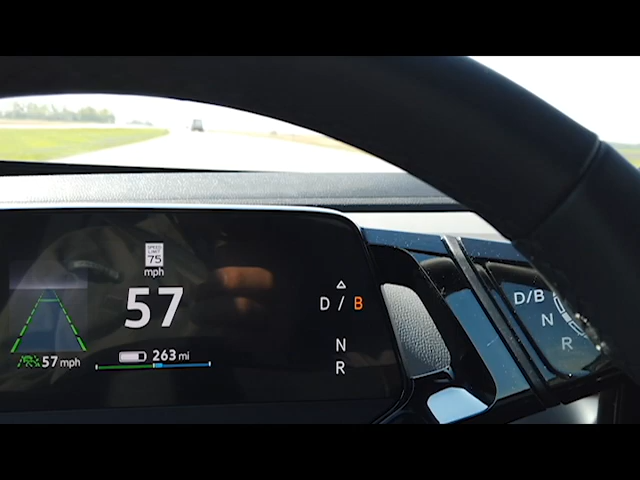 SPEED
LIMIT
75
mph
57
57 mph
263 mi
D / B
N
R
D/B
N
R